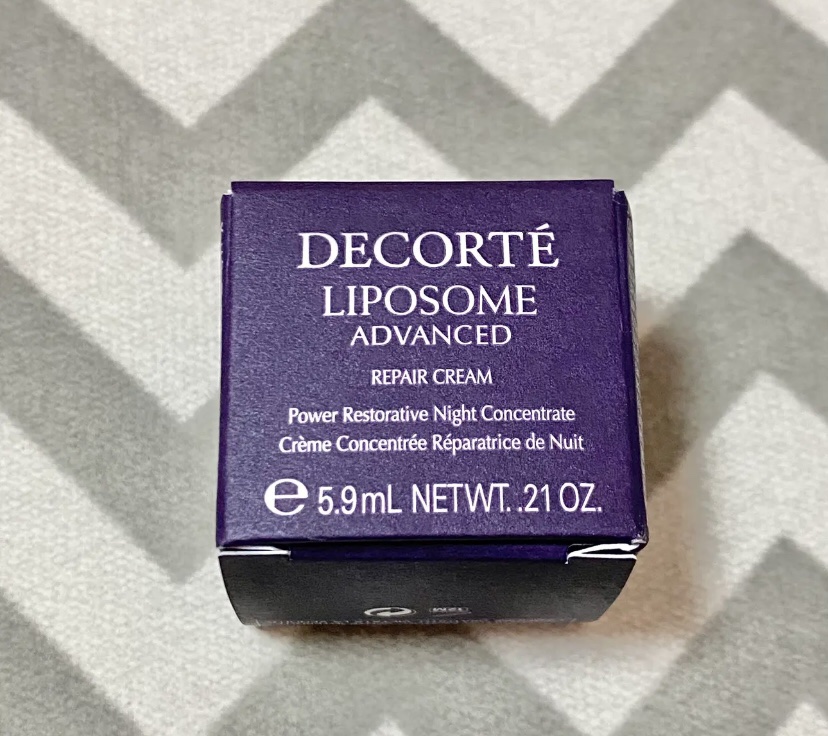 DECORTÉ
LIPOSOME
ADVANCED
REPAIR CREAM
Power Restorative Night Concentrate
Crème Concentrée Réparatrice de Nuit
℮ 5.9mL NETWT. .21 OZ.
12M